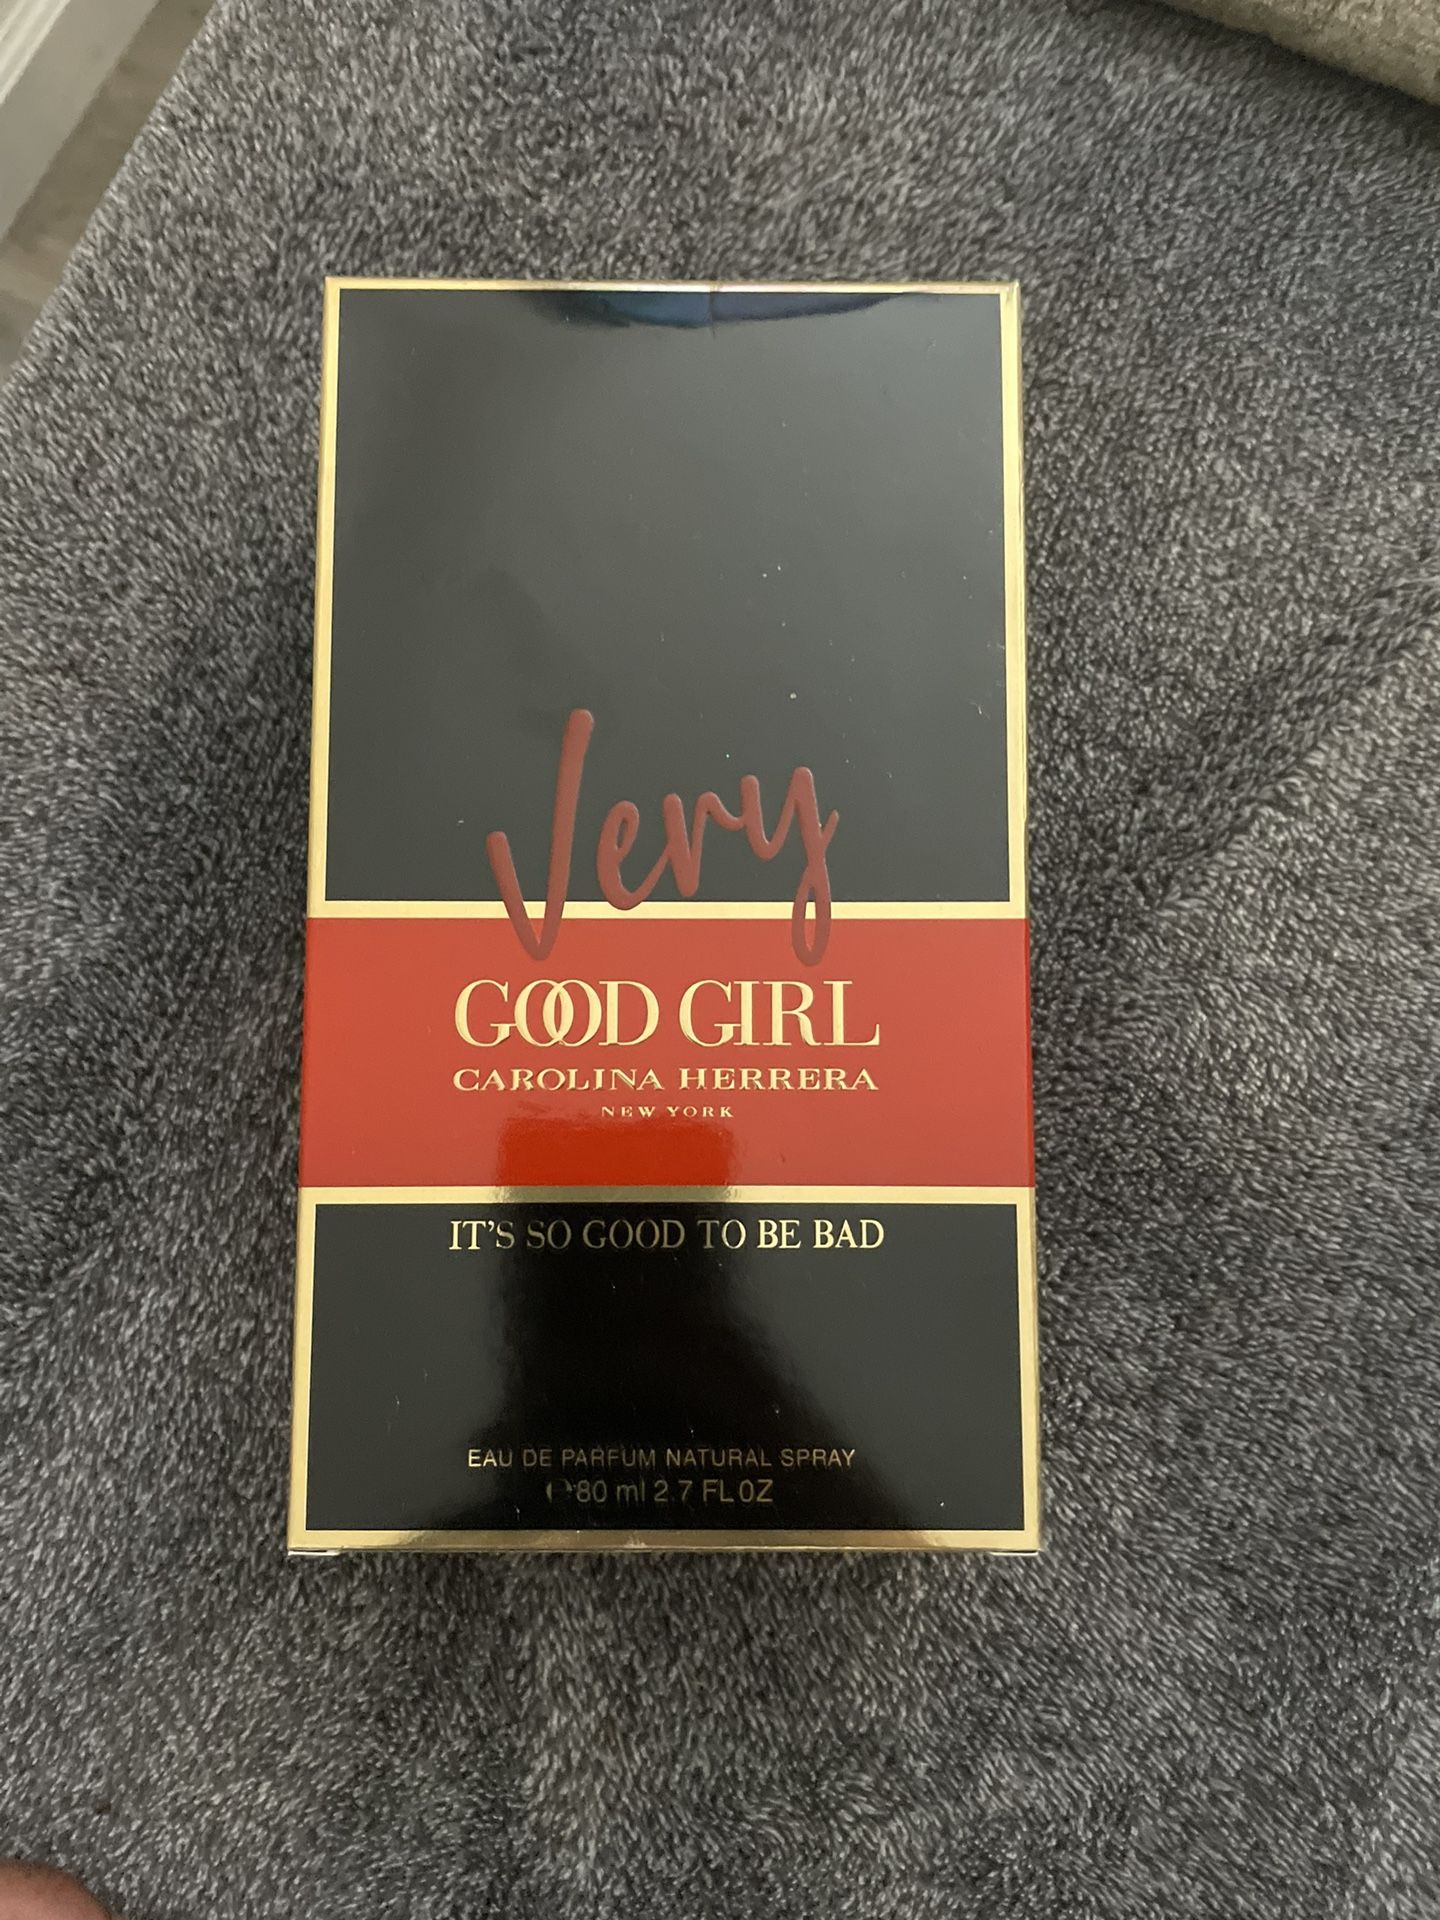 Very
GOOD GIRL
CAROLINA HERRERA
NEW YORK
IT'S SO GOOD TO BE BAD
EAU DE PARFUM NATURAL SPRAY
℮ 80 ml 2.7 FL OZ